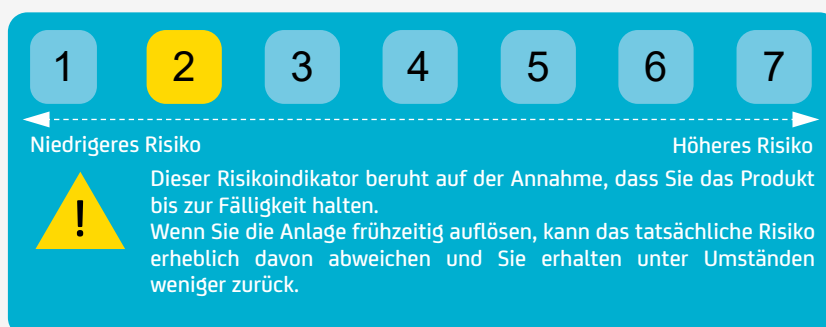 1 2 3 4 5 6 7
Niedrigeres Risiko Höheres Risiko
!
Dieser Risikoindikator beruht auf der Annahme, dass Sie das Produkt
bis zur Fälligkeit halten.
Wenn Sie die Anlage frühzeitig auflösen, kann das tatsächliche Risiko
erheblich davon abweichen und Sie erhalten unter Umständen
weniger zurück.